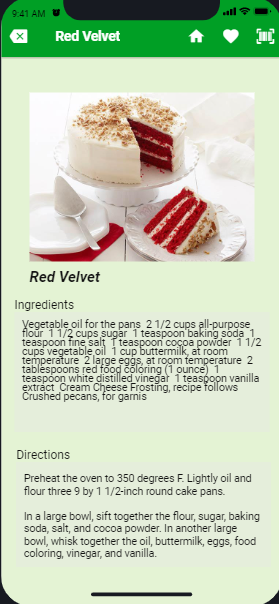 9:41 AM
Red Velvet
Red Velvet
Ingredients
Vegetable oil for the pans 2 1/2 cups all-purpose
flour 1 1/2 cups sugar 1 teaspoon baking soda 1
teaspoon fine salt 1 teaspoon cocoa powder 1 1/2
cups vegetable oil 1 cup buttermilk, at room
temperature 2 large eggs, at room temperature 2
tablespoons red food coloring (1 ounce) 1
teaspoon white distilled vinegar 1 teaspoon vanilla
extract Cream Cheese Frosting, recipe follows
Crushed pecans, for garnis
Directions
Preheat the oven to 350 degrees F. Lightly oil and
flour three 9 by 1 1/2-inch round cake pans.
In a large bowl, sift together the flour, sugar, baking
soda, salt, and cocoa powder. In another large
bowl, whisk together the oil, buttermilk, eggs, food
coloring, vinegar, and vanilla.